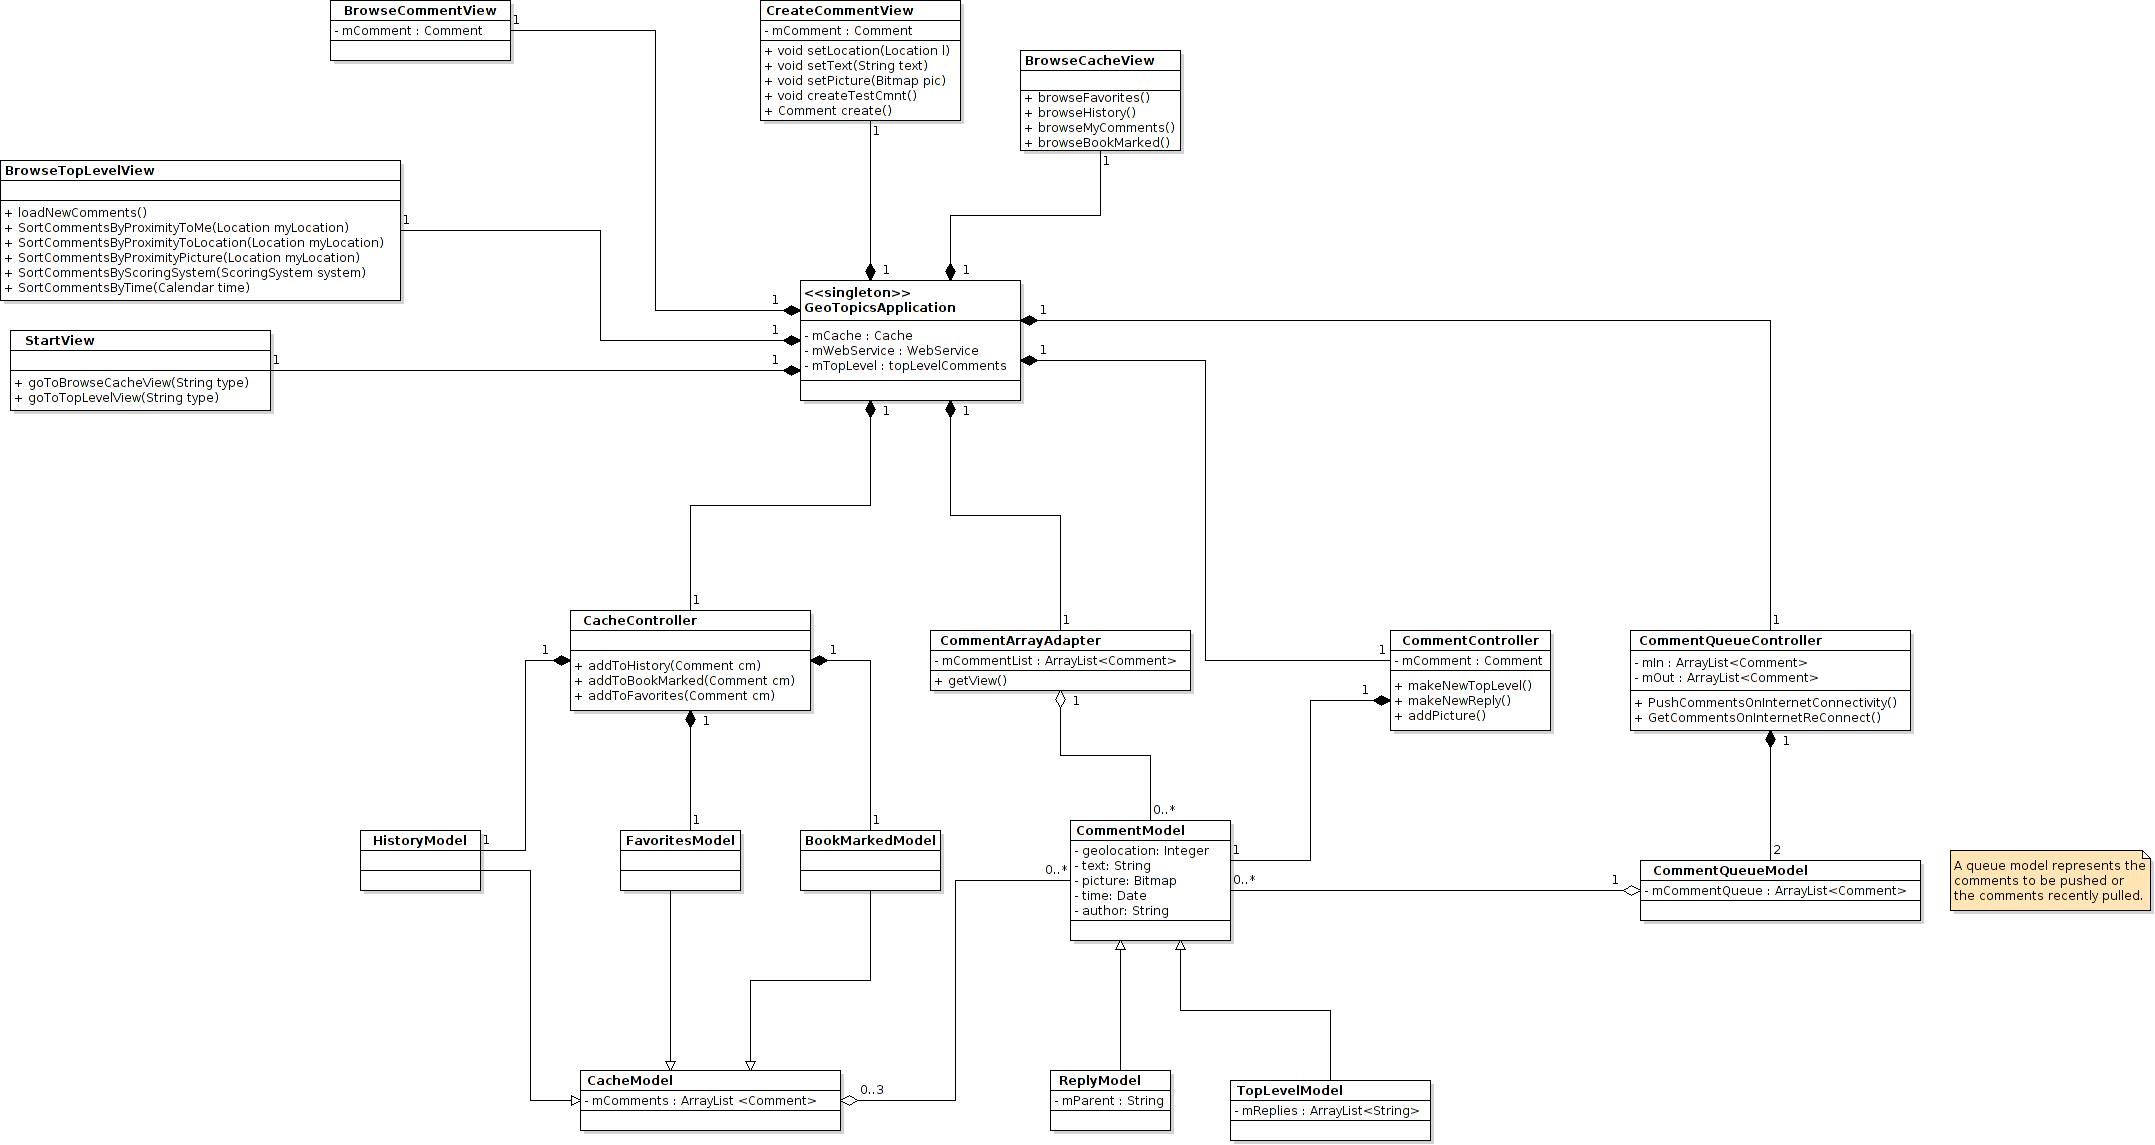 BrowseCommentView
- mComment : Comment
1
CreateCommentView
- mComment : Comment
+ void setLocation(Location l)
+ void setText(String text)
+ void setPicture(Bitmap pic)
+ void createTestCmnt()
+ Comment create()
1
BrowseCacheView
+ browseFavorites()
+ browseHistory()
+ browseMyComments()
+ browseBookMarked()
1
BrowseTopLevelView
+ loadNewComments()
+ SortCommentsByProximityToMe(Location myLocation)
+ SortCommentsByProximityToLocation(Location myLocation)
+ SortCommentsByProximityPicture(Location myLocation)
+ SortCommentsByScoringSystem(ScoringSystem system)
+ SortCommentsByTime(Calendar time)
1
StartView
+ goToBrowseCacheView(String type)
+ goToTopLevelView(String type)
1
1
1
1
1
1
<<singleton>>
GeoTopicsApplication
- mCache : Cache
- mWebService : WebService
- mTopLevel : topLevelComments
1
1
1
1
1
CacheController
+ addToHistory(Comment cm)
+ addToBookMarked(Comment cm)
+ addToFavorites(Comment cm)
1
1
1
1
CommentArrayAdapter
- mCommentList : ArrayList<Comment>
+ getView()
1
1
CommentController
- mComment : Comment
+ makeNewTopLevel()
+ makeNewReply()
+ addPicture()
1
1
CommentQueueController
- mIn : ArrayList<Comment>
- mOut : ArrayList<Comment>
+ PushCommentsOnInternetConnectivity()
+ GetCommentsOnInternetReConnect()
1
HistoryModel
1
1
FavoritesModel
1
BookMarkedModel
0..*
0..*
CommentModel
- geolocation: Integer
- text: String
- picture: Bitmap
- time: Date
- author: String
1
0..*
1
2
CommentQueueModel
- mCommentQueue : ArrayList<Comment>
A queue model represents the
comments to be pushed or
the comments recently pulled.
CacheModel
- mComments : ArrayList <Comment>
0..3
ReplyModel
- mParent : String
TopLevelModel
- mReplies : ArrayList<String>